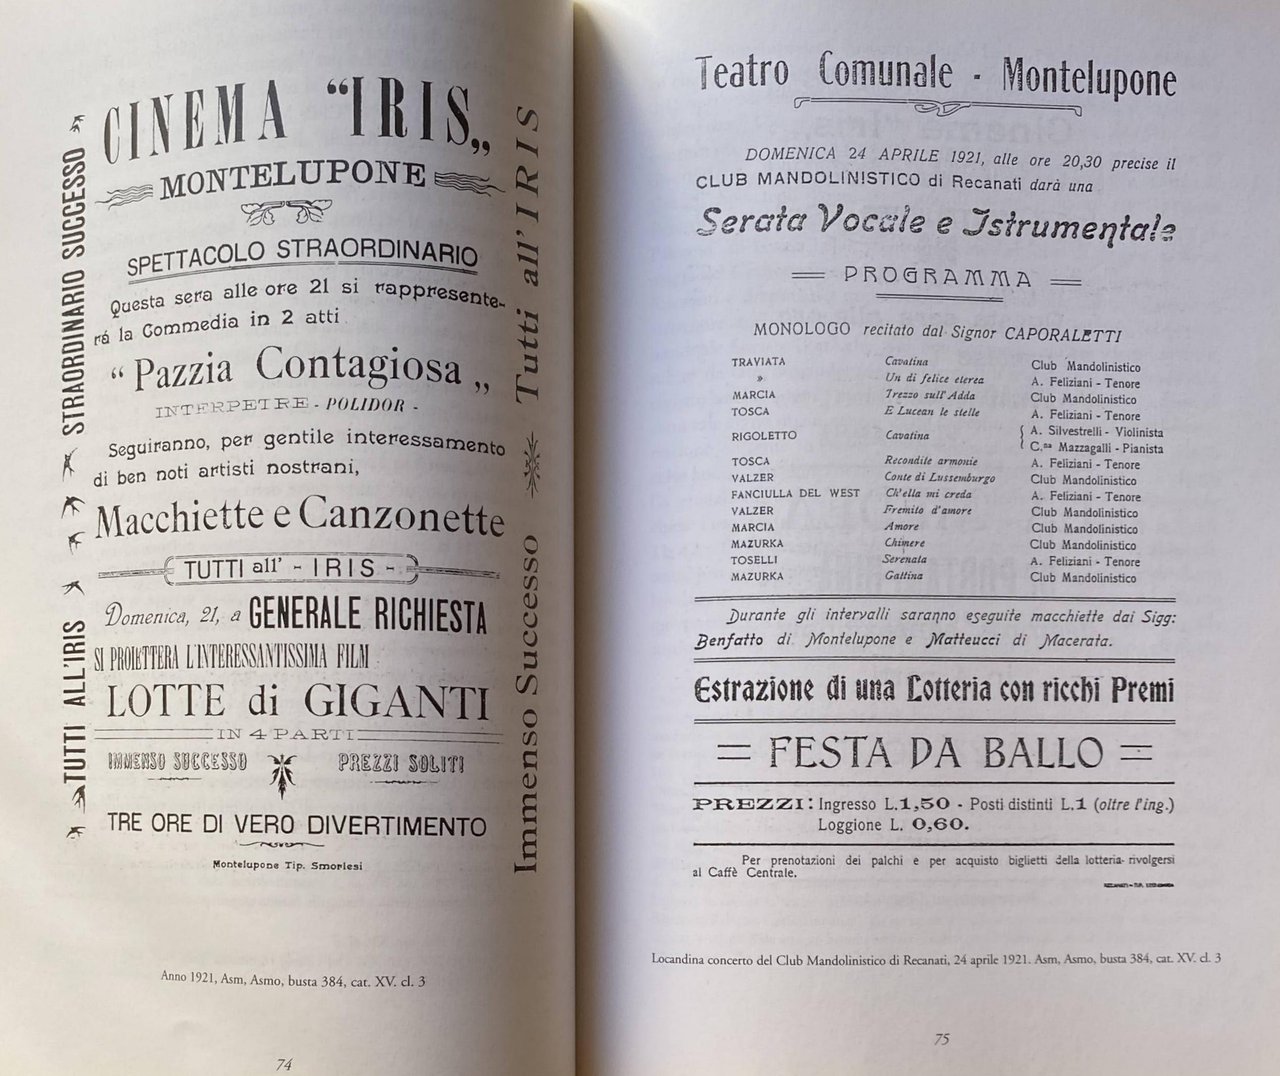 CINEMA “IRIS„
MONTELUPONE
SPETTACOLO STRAORDINARIO
Questa sera alle ore 21 si rappresente-
rá la Commedia in 2 atti
“ Pazzia Contagiosa „
INTERPETRE - POLIDOR -
Seguiranno, per gentile interessamento
di ben noti artisti nostrani,
Macchiette e Canzonette
TUTTI all' - IRIS -
Domenica, 21, a GENERALE RICHIESTA
SI PROIETTERA L'INTERESSANTISSIMA FILM
LOTTE di GIGANTI
IN 4 PARTI
IMMENSO SUCCESSO PREZZI SOLITI
TRE ORE DI VERO DIVERTIMENTO
Montelupone Tip. Smorlesi
TUTTI ALL'IRIS STRAORDINARIO SUCCESSO
Immenso Successo Tutti all' IRIS
Anno 1921, Asm, Asmo, busta 384, cat. XV. cl. 3
74
Teatro Comunale - Montelupone
DOMENICA 24 APRILE 1921, alle ore 20,30 precise il
CLUB MANDOLINISTICO di Recanati darà una
Serata Vocale e Istrumentale
PROGRAMMA
MONOLOGO recitato dal Signor CAPORALETTI
TRAVIATA Cavatina Club Mandolinistico
» Un di felice eterea A. Feliziani - Tenore
MARCIA Trezzo sull'Adda Club Mandolinistico
TOSCA E Lucean le stelle A. Feliziani - Tenore
RIGOLETTO Cavatina { A. Silvestrelli - Violinista
C.na Mazzagalli - Pianista
TOSCA Recondite armonie A. Feliziani - Tenore
VALZER Conte di Lussemburgo Club Mandolinistico
FANCIULLA DEL WEST Ch'ella mi creda A. Feliziani - Tenore
VALZER Fremito d'amore Club Mandolinistico
MARCIA Amore Club Mandolinistico
MAZURKA Chimere Club Mandolinistico
TOSELLI Serenata A. Feliziani - Tenore
MAZURKA Gattina Club Mandolinistico
Durante gli intervalli saranno eseguite macchiette dai Sigg:
Benfatto di Montelupone e Matteucci di Macerata.
Estrazione di una Lotteria con ricchi Premi
= FESTA DA BALLO =
PREZZI: Ingresso L.1,50 - Posti distinti L.1 (oltre l'ing.)
Loggione L. 0,60.
Per prenotazioni dei palchi e per acquisto biglietti della lotteria rivolgersi
al Caffè Centrale.
Locandina concerto del Club Mandolinistico di Recanati, 24 aprile 1921. Asm, Asmo, busta 384, cat. XV. cl. 3
75